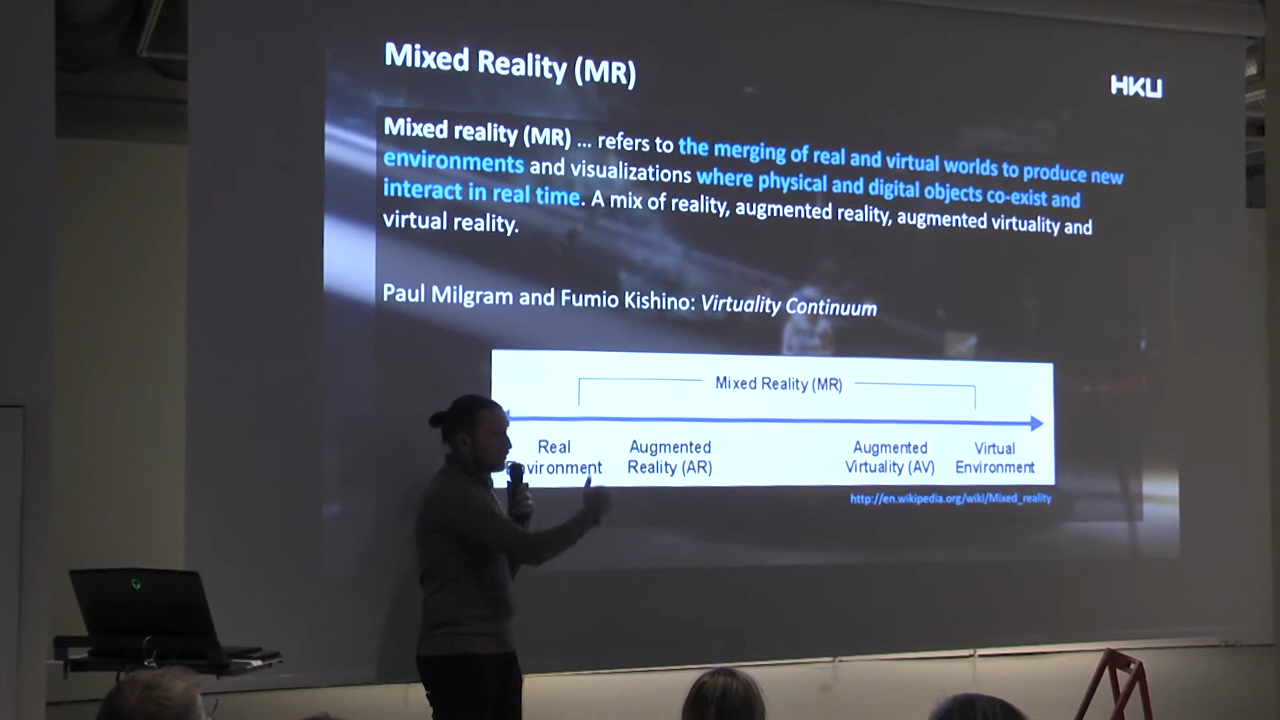 Mixed Reality (MR)
HKU
Mixed reality (MR) ... refers to the merging of real and virtual worlds to produce new
environments and visualizations where physical and digital objects co-exist and
interact in real time. A mix of reality, augmented reality, augmented virtuality and
virtual reality.
Paul Milgram and Fumio Kishino: Virtuality Continuum
Mixed Reality (MR)
Real Environment
Augmented Reality (AR)
Augmented Virtuality (AV)
Virtual Environment
http://en.wikipedia.org/wiki/Mixed_reality